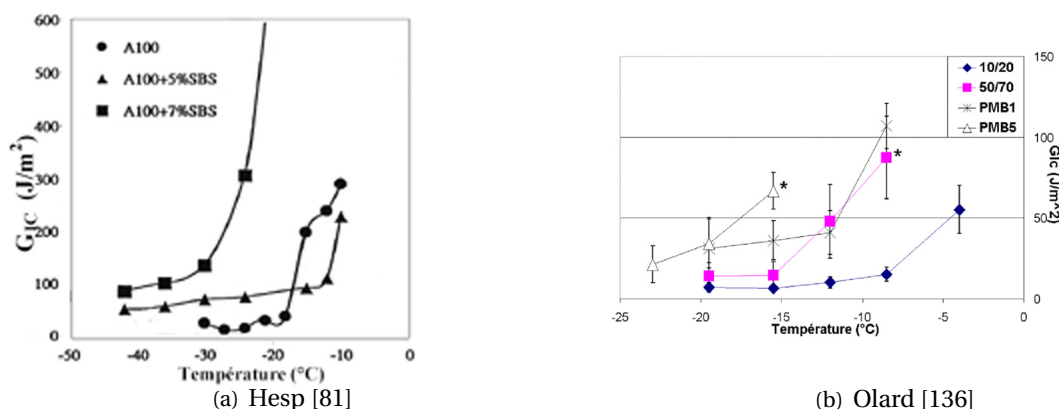 600
500
400
300
200
100
0
G_IC (J/m²)
A100
A100+5%SBS
A100+7%SBS
-50 -40 -30 -20 -10 0
Température (°C)
(a) Hesp [81]
10/20
50/70
PMB1
PMB5
*
*
150
100
50
0
GIc (J/m^2)
-25 -20 -15 -10 -5 0
Température (°C)
(b) Olard [136]